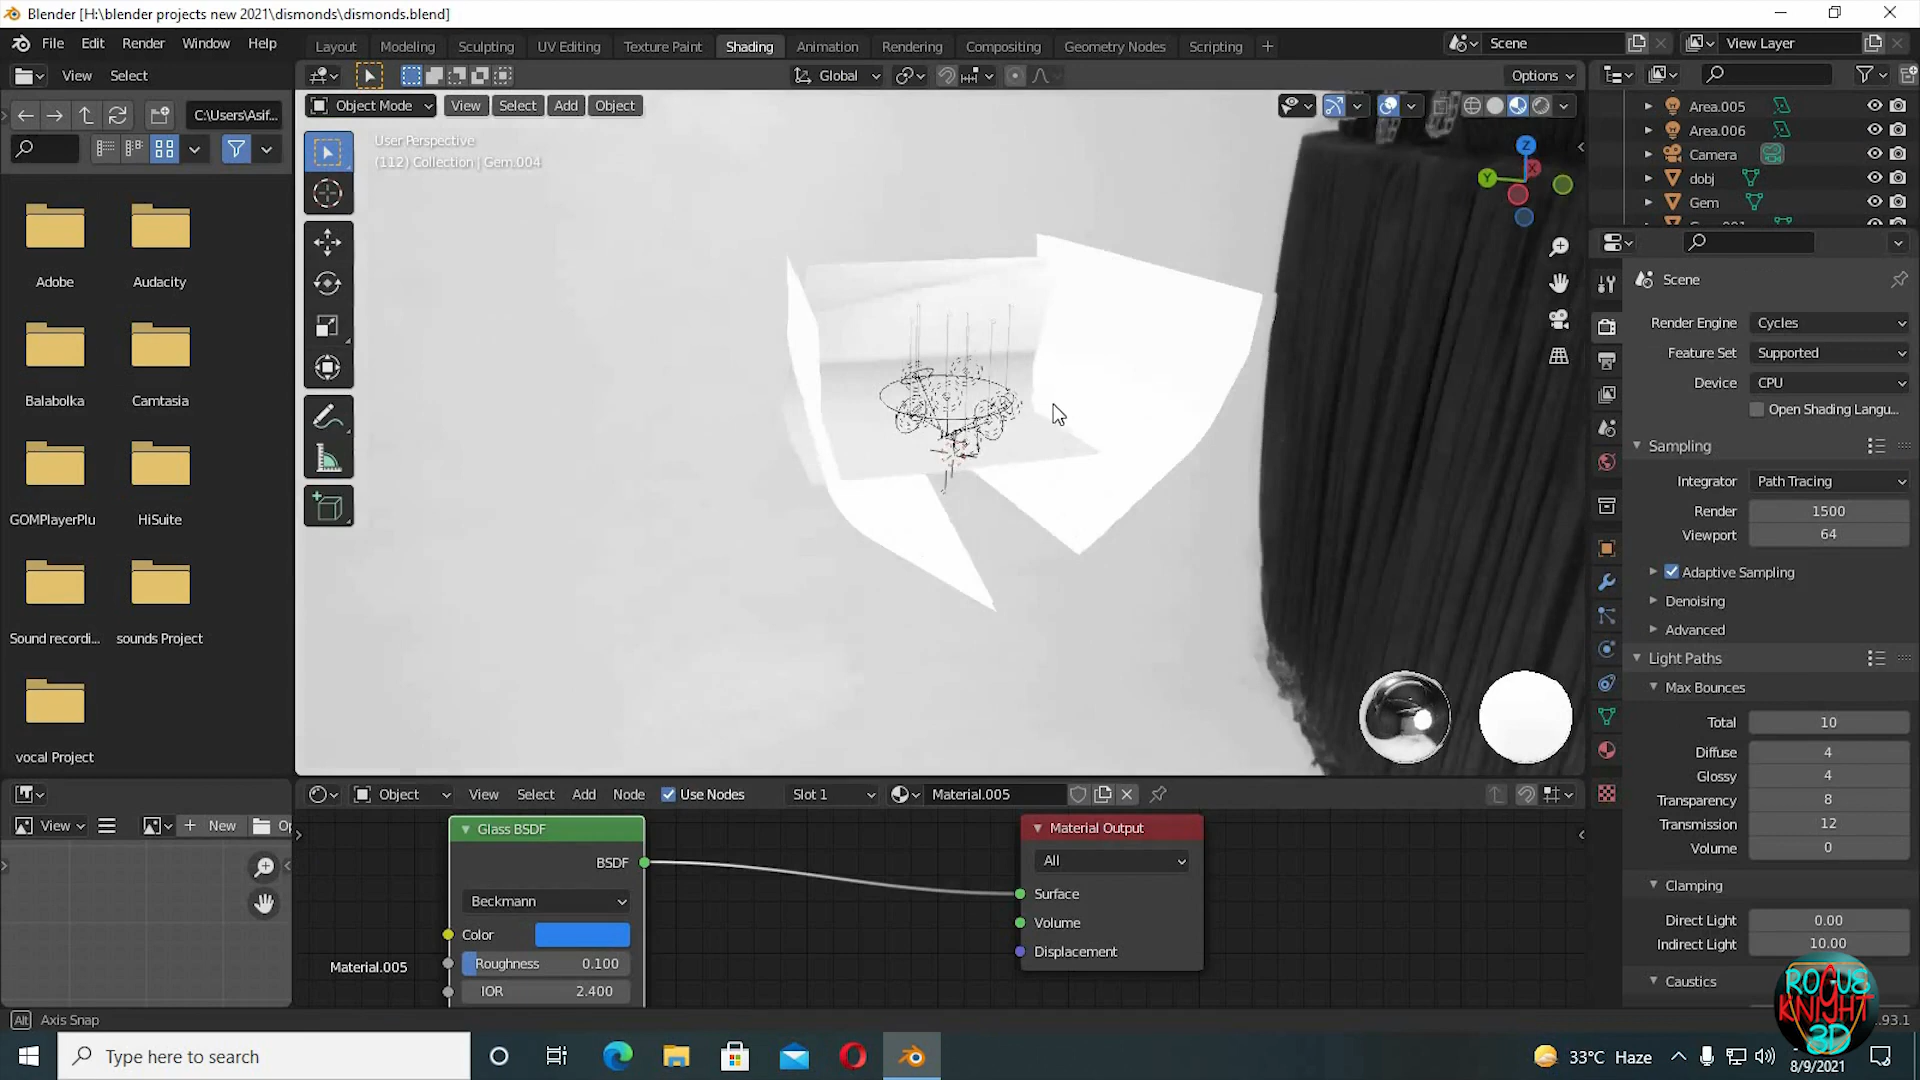 Blender [H:\blender projects new 2021\dismonds\dismonds.blend]
File Edit Render Window Help
Layout Modeling Sculpting UV Editing Texture Paint Shading Animation Rendering Compositing Geometry Nodes Scripting +
Scene
View Layer
View Select
Global
Options
C:\Users\Asif...
Object Mode View Select Add Object
User Perspective
(112) Collection | Gem.004
Z
X
Y
Area.005
Area.006
Camera
dobj
Gem
Adobe
Audacity
Balabolka
Camtasia
GOMPlayerPlu
HiSuite
Sound recordi...
sounds Project
vocal Project
Scene
Render Engine Cycles
Feature Set Supported
Device CPU
Open Shading Langu...
Sampling
Integrator Path Tracing
Render 1500
Viewport 64
Adaptive Sampling
Denoising
Advanced
Light Paths
Max Bounces
Total 10
Diffuse 4
Glossy 4
Transparency 8
Transmission 12
Volume 0
Clamping
Direct Light 0.00
Indirect Light 10.00
Caustics
View
+ New
Op
Object View Select Add Node Use Nodes Slot 1 Material.005
Glass BSDF
BSDF
Beckmann
Color
Roughness 0.100
IOR 2.400
Material Output
All
Surface
Volume
Displacement
Material.005
Alt Axis Snap
.93.1
ROGUE
KNIGHT
3D
Type here to search
33°C Haze
8/9/2021